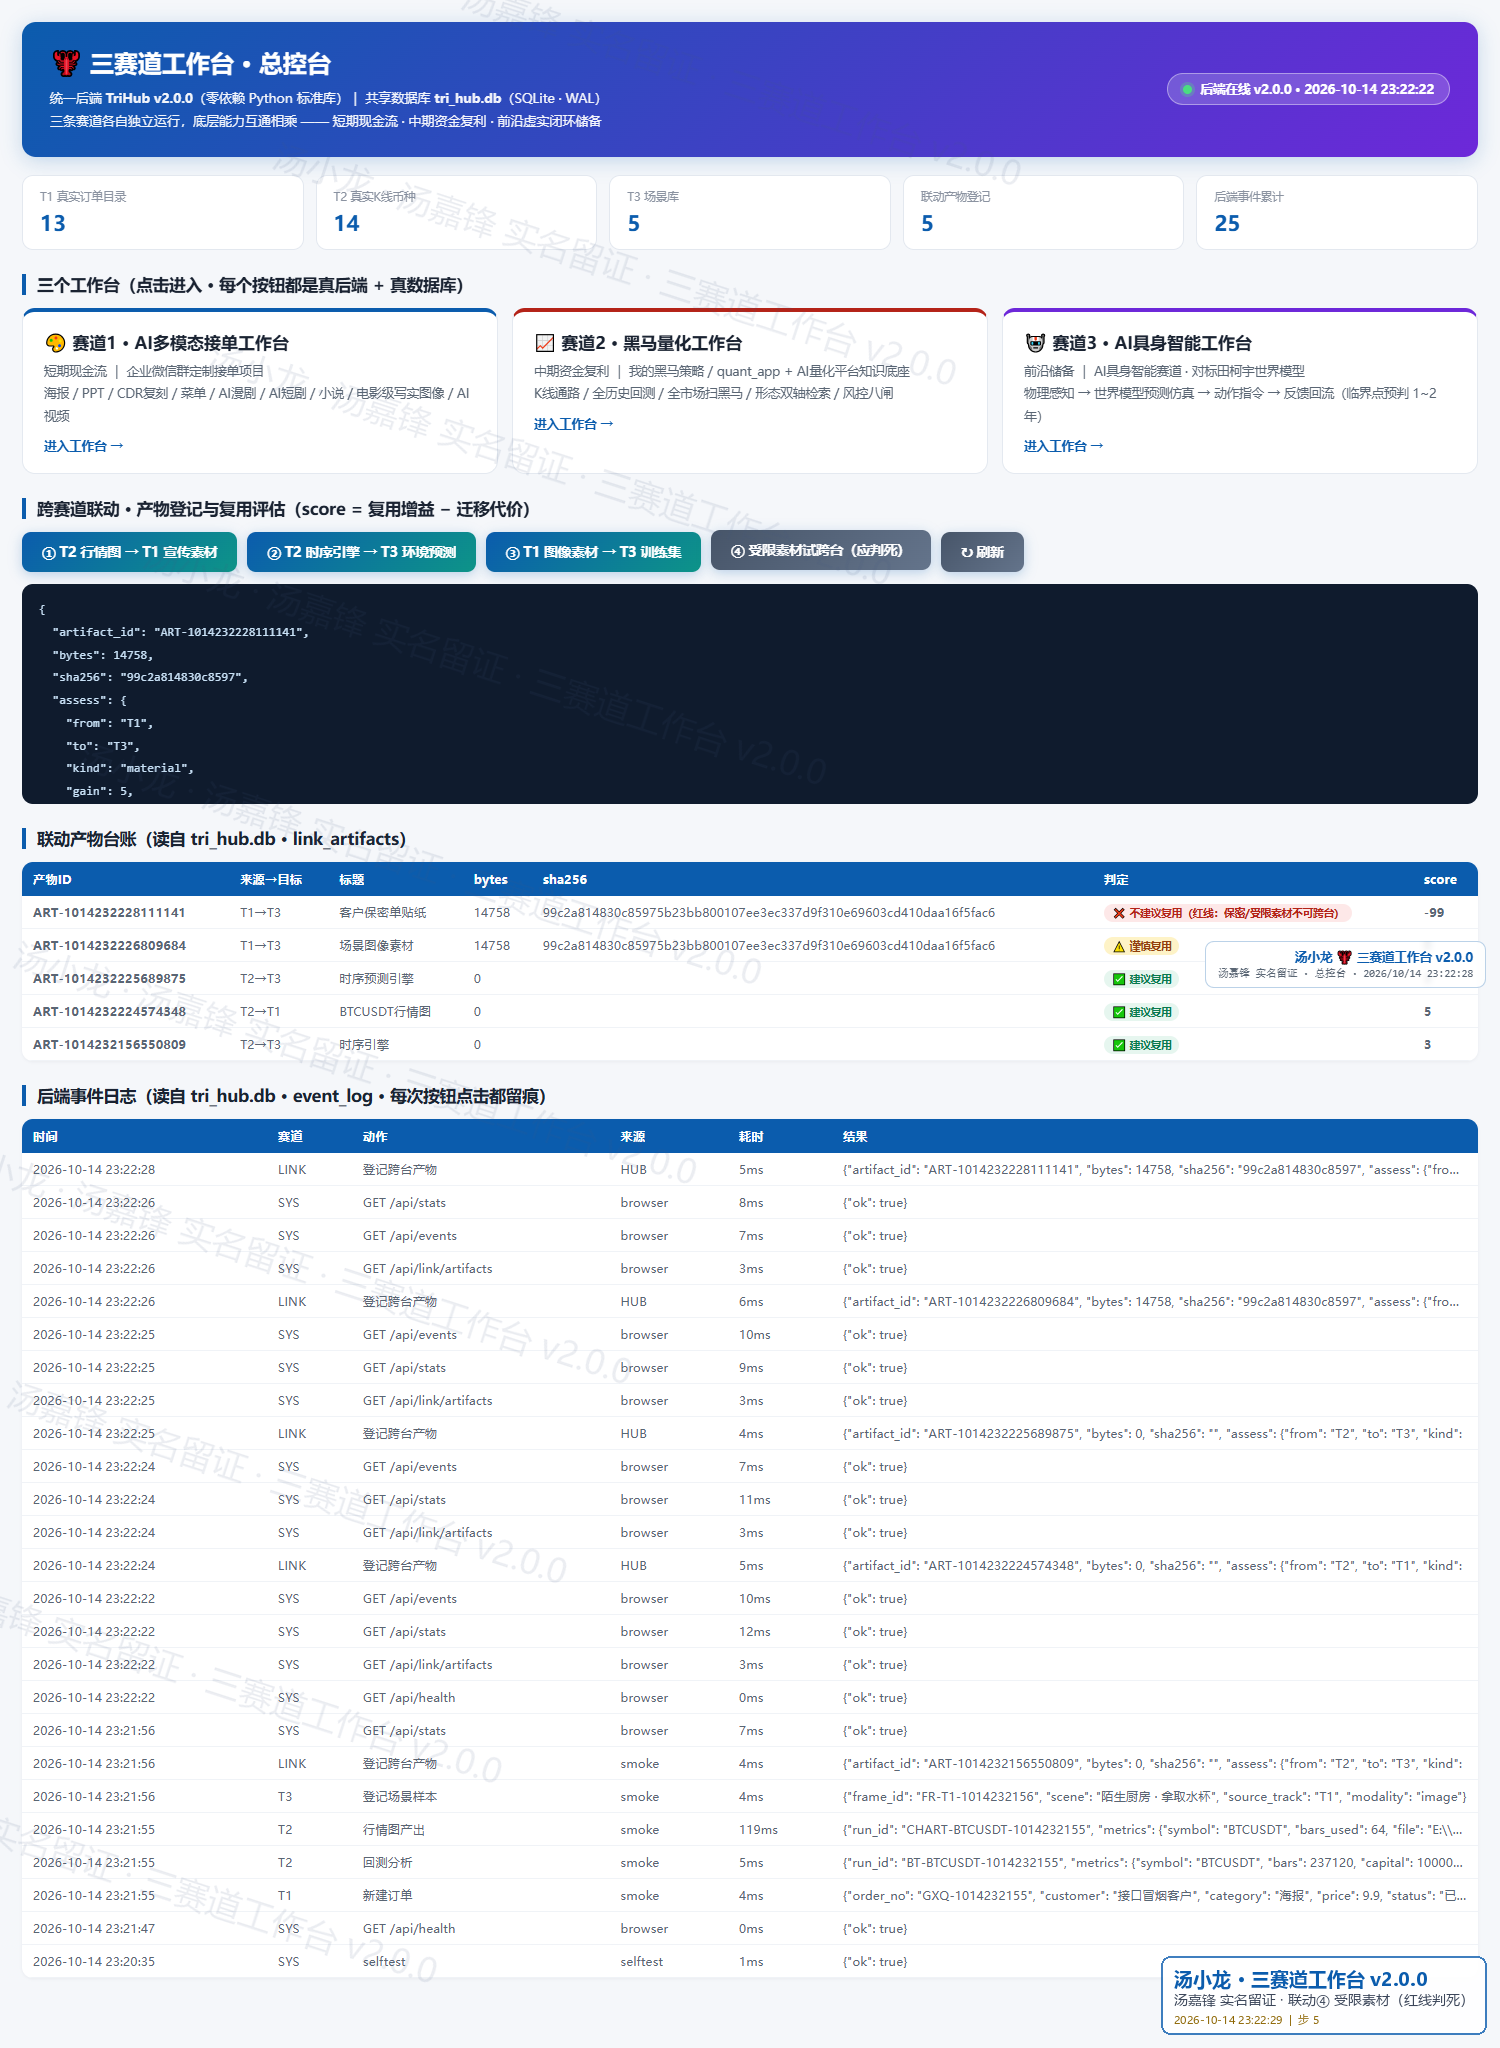 三赛道工作台 • 总控台
统一后端 TriHub v2.0.0（零依赖 Python 标准库） | 共享数据库 tri_hub.db（SQLite · WAL）
三条赛道各自独立运行，底层能力互通相乘 —— 短期现金流 · 中期资金复利 · 前沿虚实闭环储备
后端在线 v2.0.0 • 2026-10-14 23:22:22
T1 真实订单目录
13
T2 真实K线币种
14
T3 场景库
5
联动产物登记
5
后端事件累计
25
三个工作台（点击进入 • 每个按钮都是真后端 + 真数据库）
赛道1 • AI多模态接单工作台
短期现金流 | 企业微信群定制接单项目
海报 / PPT / CDR复刻 / 菜单 / AI漫剧 / AI短剧 / 小说 / 电影级写实图像 / AI
视频
进入工作台 →
赛道2 • 黑马量化工作台
中期资金复利 | 我的黑马策略 / quant_app + AI量化平台知识底座
K线通路 / 全历史回测 / 全市场扫黑马 / 形态双轴检索 / 风控八闸
进入工作台 →
赛道3 • AI具身智能工作台
前沿储备 | AI具身智能赛道 · 对标田柯宇世界模型
物理感知 → 世界模型预测仿真 → 动作指令 → 反馈回流（临界点预判 1~2
年）
进入工作台 →
跨赛道联动 • 产物登记与复用评估（score = 复用增益 − 迁移代价）
① T2 行情图 → T1 宣传素材
② T2 时序引擎 → T3 环境预测
③ T1 图像素材 → T3 训练集
④ 受限素材试跨台（应判死）
↻ 刷新
{
"artifact_id": "ART-1014232228111141",
"bytes": 14758,
"sha256": "99c2a814830c8597",
"assess": {
"from": "T1",
"to": "T3",
"kind": "material",
"gain": 5,
联动产物台账（读自 tri_hub.db • link_artifacts）
产物ID 来源→目标 标题 bytes sha256 判定 score
ART-1014232228111141 T1→T3 客户保密单贴纸 14758 99c2a814830c85975b23bb800107ee3ec337d9f310e69603cd410daa16f5fac6 ❌ 不建议复用（红线：保密/受限素材不可跨台） -99
ART-1014232226809684 T1→T3 场景图像素材 14758 99c2a814830c85975b23bb800107ee3ec337d9f310e69603cd410daa16f5fac6 ⚠ 谨慎复用
ART-1014232225689875 T2→T3 时序预测引擎 0 ✅ 建议复用
ART-1014232224574348 T2→T1 BTCUSDT行情图 0 ✅ 建议复用 5
ART-1014232156550809 T2→T3 时序引擎 0 ✅ 建议复用 3
汤小龙 🦞 三赛道工作台 v2.0.0
汤嘉锋 实名留证 · 总控台 · 2026/10/14 23:22:28
后端事件日志（读自 tri_hub.db • event_log • 每次按钮点击都留痕）
时间 赛道 动作 来源 耗时 结果
2026-10-14 23:22:28 LINK 登记跨台产物 HUB 5ms {"artifact_id": "ART-1014232228111141", "bytes": 14758, "sha256": "99c2a814830c8597", "assess": {"fro...
2026-10-14 23:22:26 SYS GET /api/stats browser 8ms {"ok": true}
2026-10-14 23:22:26 SYS GET /api/events browser 7ms {"ok": true}
2026-10-14 23:22:26 SYS GET /api/link/artifacts browser 3ms {"ok": true}
2026-10-14 23:22:26 LINK 登记跨台产物 HUB 6ms {"artifact_id": "ART-1014232226809684", "bytes": 14758, "sha256": "99c2a814830c8597", "assess": {"fro...
2026-10-14 23:22:25 SYS GET /api/events browser 10ms {"ok": true}
2026-10-14 23:22:25 SYS GET /api/stats browser 9ms {"ok": true}
2026-10-14 23:22:25 SYS GET /api/link/artifacts browser 3ms {"ok": true}
2026-10-14 23:22:25 LINK 登记跨台产物 HUB 4ms {"artifact_id": "ART-1014232225689875", "bytes": 0, "sha256": "", "assess": {"from": "T2", "to": "T3", "kind":
2026-10-14 23:22:24 SYS GET /api/events browser 7ms {"ok": true}
2026-10-14 23:22:24 SYS GET /api/stats browser 11ms {"ok": true}
2026-10-14 23:22:24 SYS GET /api/link/artifacts browser 3ms {"ok": true}
2026-10-14 23:22:24 LINK 登记跨台产物 HUB 5ms {"artifact_id": "ART-1014232224574348", "bytes": 0, "sha256": "", "assess": {"from": "T2", "to": "T1", "kind":
2026-10-14 23:22:22 SYS GET /api/events browser 10ms {"ok": true}
2026-10-14 23:22:22 SYS GET /api/stats browser 12ms {"ok": true}
2026-10-14 23:22:22 SYS GET /api/link/artifacts browser 3ms {"ok": true}
2026-10-14 23:22:22 SYS GET /api/health browser 0ms {"ok": true}
2026-10-14 23:21:56 SYS GET /api/stats browser 7ms {"ok": true}
2026-10-14 23:21:56 LINK 登记跨台产物 smoke 4ms {"artifact_id": "ART-1014232156550809", "bytes": 0, "sha256": "", "assess": {"from": "T2", "to": "T3", "kind":
2026-10-14 23:21:56 T3 登记场景样本 smoke 4ms {"frame_id": "FR-T1-1014232156", "scene": "陌生厨房 · 拿取水杯", "source_track": "T1", "modality": "image"}
2026-10-14 23:21:55 T2 行情图产出 smoke 119ms {"run_id": "CHART-BTCUSDT-1014232155", "metrics": {"symbol": "BTCUSDT", "bars_used": 64, "file": "E:\\...
2026-10-14 23:21:55 T2 回测分析 smoke 5ms {"run_id": "BT-BTCUSDT-1014232155", "metrics": {"symbol": "BTCUSDT", "bars": 237120, "capital": 10000...
2026-10-14 23:21:55 T1 新建订单 smoke 4ms {"order_no": "GXQ-1014232155", "customer": "接口冒烟客户", "category": "海报", "price": 9.9, "status": "已...
2026-10-14 23:21:47 SYS GET /api/health browser 0ms {"ok": true}
2026-10-14 23:20:35 SYS selftest selftest 1ms {"ok": true}
汤小龙 • 三赛道工作台 v2.0.0
汤嘉锋 实名留证 · 联动④ 受限素材（红线判死）
2026-10-14 23:22:29 | 步 5